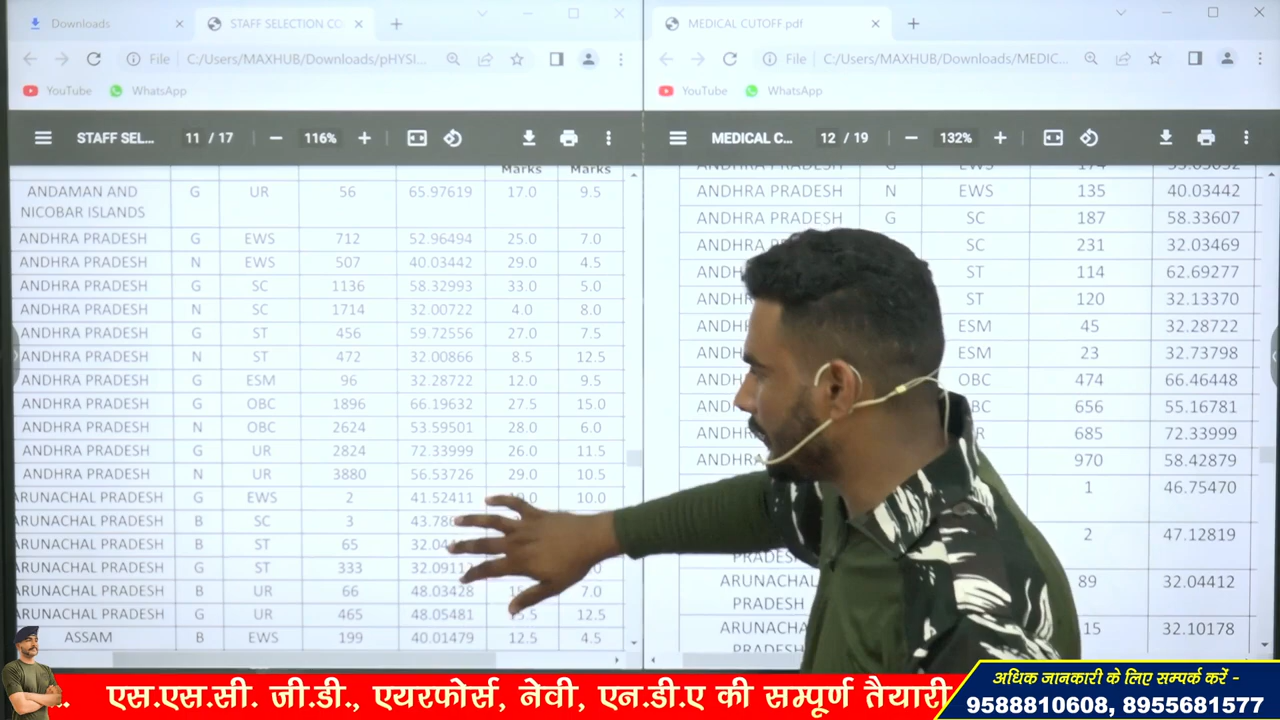 Downloads
STAFF SELECTION CO
File C:/Users/MAXHUB/Downloads/pHYSI...
YouTube WhatsApp
STAFF SEL... 11 / 17 116%
Marks Marks
ANDAMAN AND NICOBAR ISLANDS G UR 56 65.97619 17.0 9.5
ANDHRA PRADESH G EWS 712 52.96494 25.0 7.0
ANDHRA PRADESH N EWS 507 40.03442 29.0 4.5
ANDHRA PRADESH G SC 1136 58.32993 33.0 5.0
ANDHRA PRADESH N SC 1714 32.00722 4.0 8.0
ANDHRA PRADESH G ST 456 59.72556 27.0 7.5
ANDHRA PRADESH N ST 472 32.00866 8.5 12.5
ANDHRA PRADESH G ESM 96 32.28722 12.0 9.5
ANDHRA PRADESH G OBC 1896 66.19632 27.5 15.0
ANDHRA PRADESH N OBC 2624 53.59501 28.0 6.0
ANDHRA PRADESH G UR 2824 72.33999 26.0 11.5
ANDHRA PRADESH N UR 3880 56.53726 29.0 10.5
ARUNACHAL PRADESH G EWS 2 41.52411 10.0
ARUNACHAL PRADESH B SC 3
ARUNACHAL PRADESH B ST 65
ARUNACHAL PRADESH G ST 333 32.09112
ARUNACHAL PRADESH B UR 66 48.03428 7.0
ARUNACHAL PRADESH G UR 465 48.05481 12.5
ASSAM B EWS 199 40.01479 12.5 4.5
MEDICAL CUTOFF.pdf
File C:/Users/MAXHUB/Downloads/MEDIC...
YouTube WhatsApp
MEDICAL C... 12 / 19 132%
ANDHRA PRADESH G EWS 174
ANDHRA PRADESH N EWS 135 40.03442
ANDHRA PRADESH G SC 187 58.33607
SC 231 32.03469
ST 114 62.69277
ST 120 32.13370
ESM 45 32.28722
ESM 23 32.73798
OBC 474 66.46448
656 55.16781
685 72.33999
970 58.42879
1 46.75470
PRADESH 2 47.12819
ARUNACHAL PRADESH 89 32.04412
32.10178
एस.एस.सी. जी.डी., एयरफोर्स, नेवी, एन.डी.ए की सम्पूर्ण तैयारी
अधिक जानकारी के लिए सम्पर्क करें -
9588810608, 8955681577